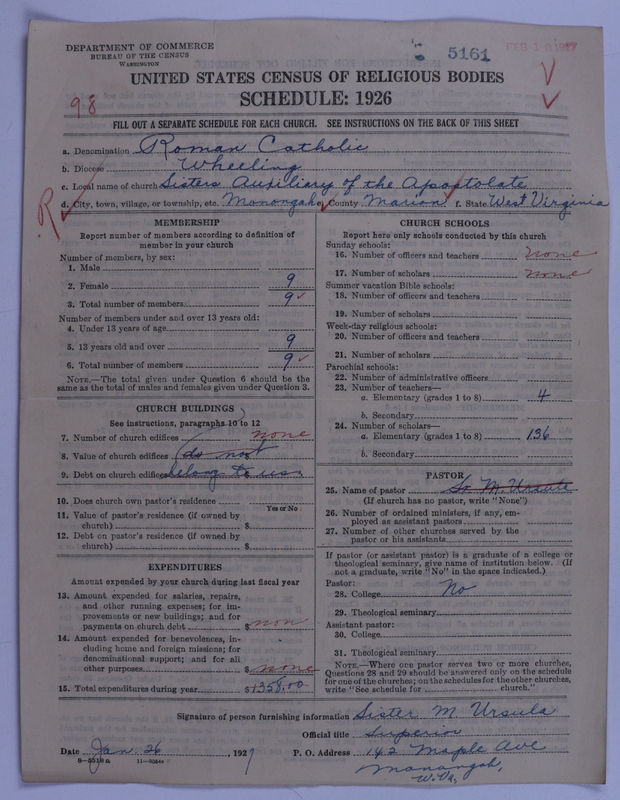 DEPARTMENT OF COMMERCE
BUREAU OF THE CENSUS
WASHINGTON
5161
FEB 10 1927
98
UNITED STATES CENSUS OF RELIGIOUS BODIES
SCHEDULE: 1926
FILL OUT A SEPARATE SCHEDULE FOR EACH CHURCH. SEE INSTRUCTIONS ON THE BACK OF THIS SHEET
a. Denomination Roman Catholic
b. Diocese Wheeling
c. Local name of church Sisters Auxiliary of the Apostolate
R d. City, town, village, or township, etc. Monongah e. County Marion f. State West Virginia
MEMBERSHIP
Report number of members according to definition of
member in your church
Number of members, by sex:
1. Male
2. Female 9
3. Total number of members 9
Number of members under and over 13 years old:
4. Under 13 years of age
5. 13 years old and over 9
6. Total number of members 9
NOTE.—The total given under Question 6 should be the
same as the total of males and females given under Question 3.
CHURCH BUILDINGS
See instructions, paragraphs 10 to 12
7. Number of church edifices none
8. Value of church edifices (do not
9. Debt on church edifices belong to us $
10. Does church own pastor's residence
Yes or No
11. Value of pastor's residence (if owned by
church) $
12. Debt on pastor's residence (if owned by
church) $
EXPENDITURES
Amount expended by your church during last fiscal year
13. Amount expended for salaries, repairs,
and other running expenses; for im-
provements or new buildings; and for
payments on church debt $ non
14. Amount expended for benevolences, in-
cluding home and foreign missions; for
denominational support; and for all
other purposes $ none
15. Total expenditures during year $1358.00
CHURCH SCHOOLS
Report here only schools conducted by this church
Sunday schools:
16. Number of officers and teachers none
17. Number of scholars none
Summer vacation Bible schools:
18. Number of officers and teachers
19. Number of scholars
Week-day religious schools:
20. Number of officers and teachers
21. Number of scholars
Parochial schools:
22. Number of administrative officers
23. Number of teachers—
a. Elementary (grades 1 to 8) 4
b. Secondary
24. Number of scholars—
a. Elementary (grades 1 to 8) 136
b. Secondary
PASTOR
25. Name of pastor Sr. M. Ursula
(If church has no pastor, write "None")
26. Number of ordained ministers, if any, em-
ployed as assistant pastors
27. Number of other churches served by the
pastor or his assistants
If pastor (or assistant pastor) is a graduate of a college or
theological seminary, give name of institution below. (If
not a graduate, write "No" in the space indicated.)
Pastor:
28. College No
29. Theological seminary
Assistant pastor:
30. College
31. Theological seminary
NOTE.—Where one pastor serves two or more churches,
Questions 28 and 29 should be answered only on the schedule
for one of the churches; on the schedules for the other churches,
write "See schedule for church."
Signature of person furnishing information Sister M. Ursula
Official title Superior
Date Jan. 26, 1927 P. O. Address 142 Maple Ave
Monongah,
W. Va.